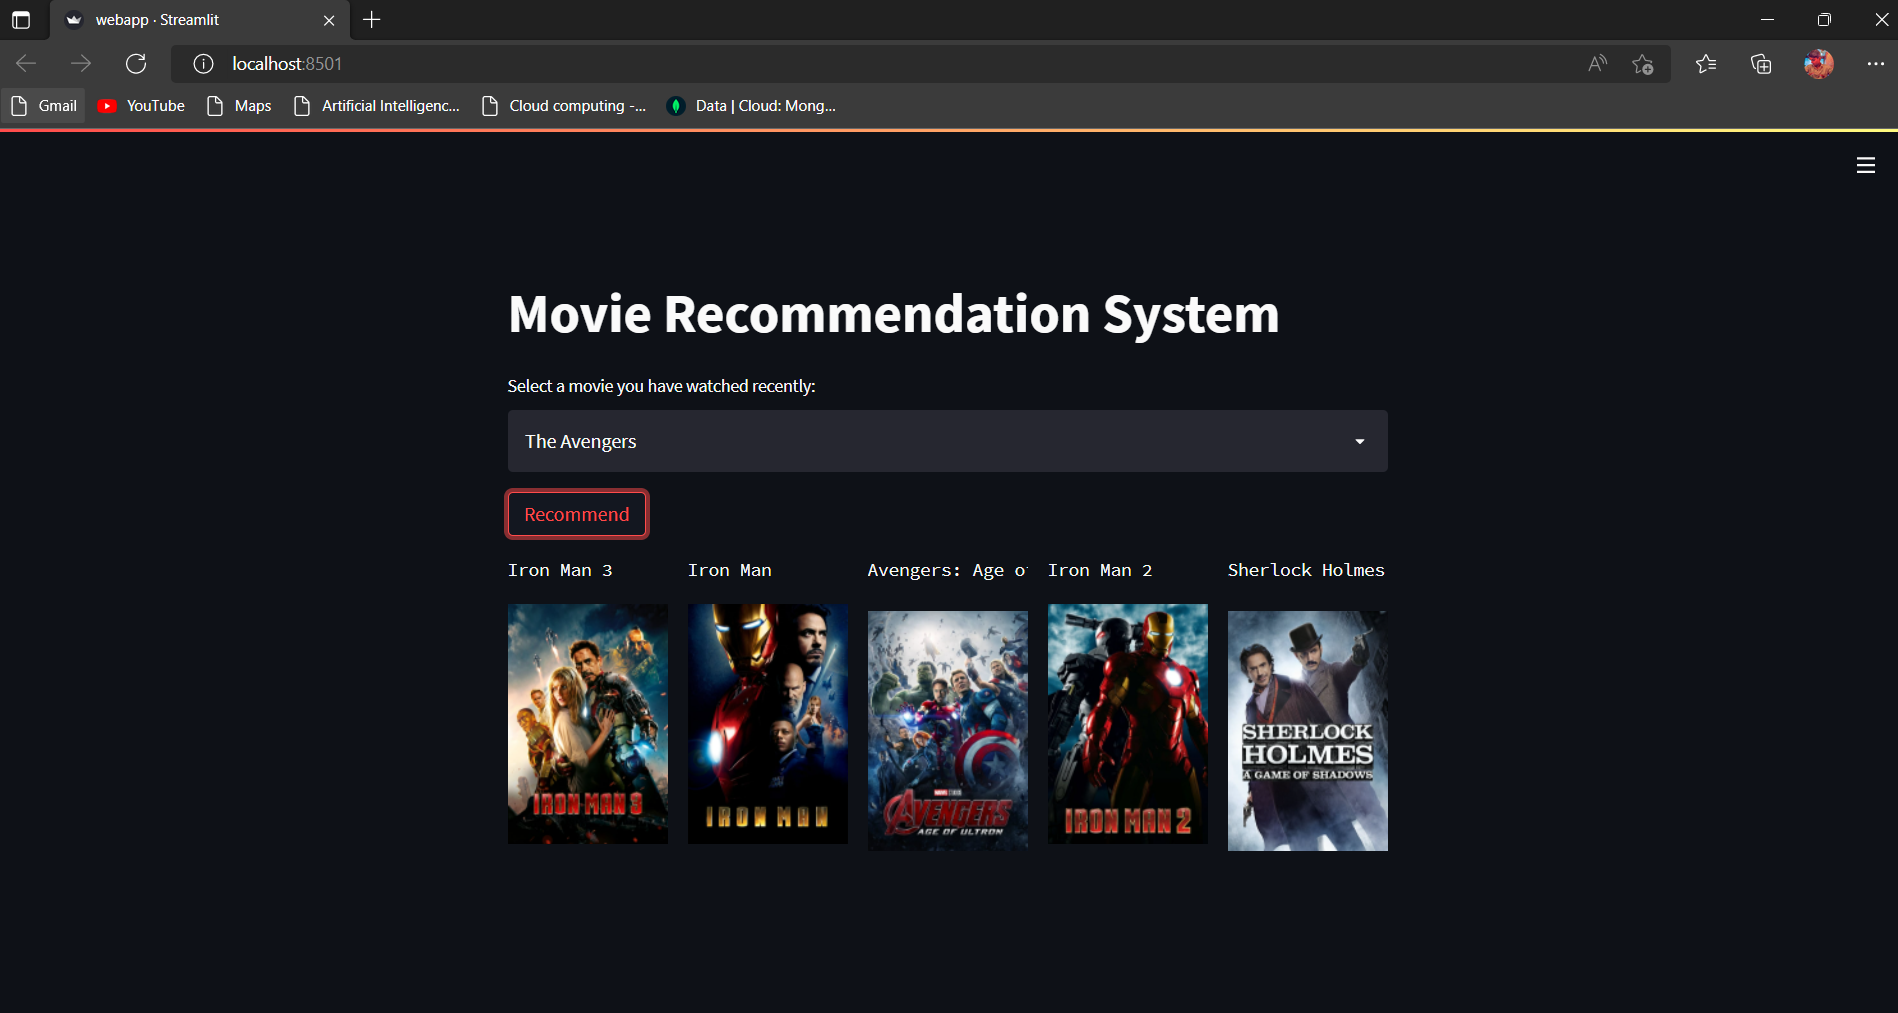 webapp · Streamlit
localhost:8501
Gmail
YouTube
Maps
Artificial Intelligenc...
Cloud computing -...
Data | Cloud: Mong...
Movie Recommendation System
Select a movie you have watched recently:
The Avengers
Recommend
Iron Man 3
Iron Man
Avengers: Age o
Iron Man 2
Sherlock Holmes
IRON MAN 3
IRON MAN
MARVEL
AVENGERS
AGE OF ULTRON
IRON MAN 2
SHERLOCK
HOLMES
A GAME OF SHADOWS